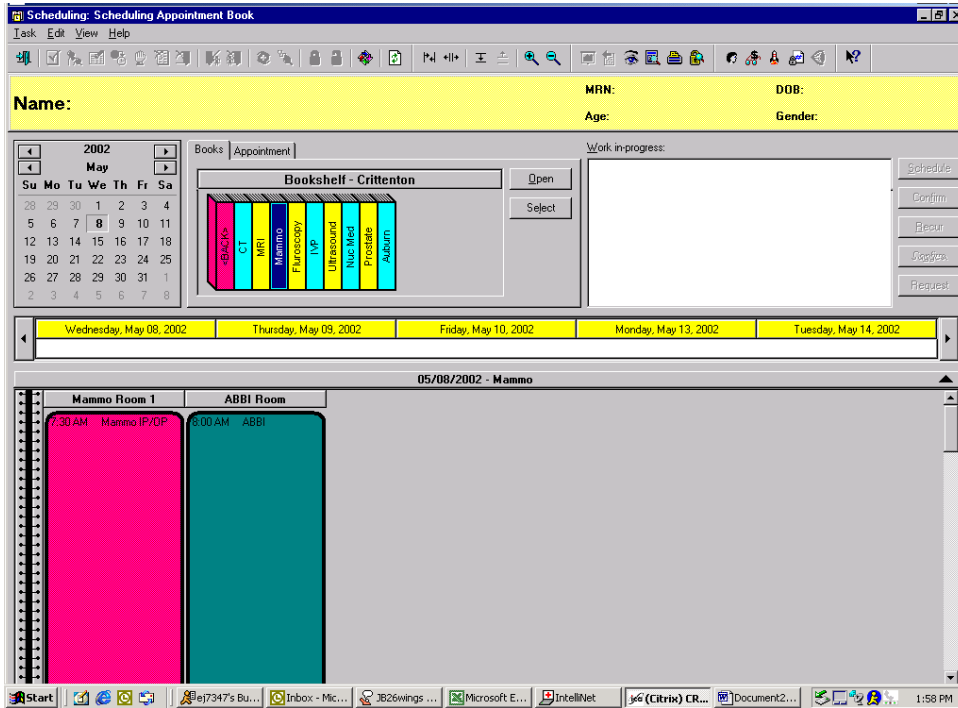 Scheduling: Scheduling Appointment Book
Task Edit View Help
Name:
MRN:
DOB:
Age:
Gender:
2002
May
Su Mo Tu We Th Fr Sa
28 29 30 1 2 3 4
5 6 7 8 9 10 11
12 13 14 15 16 17 18
19 20 21 22 23 24 25
26 27 28 29 30 31 1
2 3 4 5 6 7 8
Books Appointment
Bookshelf - Crittenton
<BACK>
CT
MRI
Mammo
Fluroscopy
IVP
Ultrasound
Nuc Med
Prostate
Auburn
Open
Select
Work in-progress:
Schedule
Confirm
Recur
Request
Wednesday, May 08, 2002 Thursday, May 09, 2002 Friday, May 10, 2002 Monday, May 13, 2002 Tuesday, May 14, 2002
05/08/2002 - Mammo
Mammo Room 1 ABBI Room
7:30 AM Mammo IP/OP 8:00 AM ABBI
Start ej7347's Bu... Inbox - Mic... JB26wings ... Microsoft E... IntelliNet (Citrix) CR... Document2... 1:58 PM